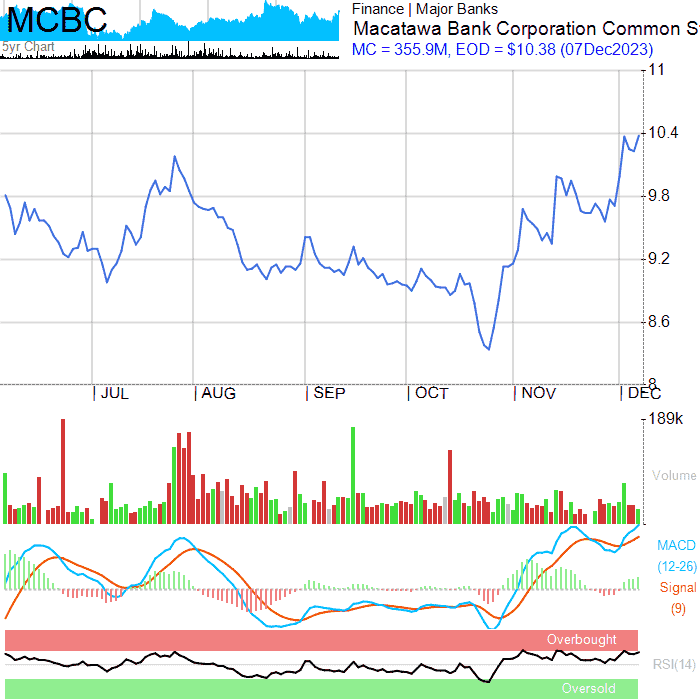 MCBC
5yr Chart
Finance | Major Banks
Macatawa Bank Corporation Common S
MC = 355.9M, EOD = $10.38 (07Dec2023)
11
10.4
9.8
9.2
8.6
8
JUL AUG SEP OCT NOV DEC
189k
Volume
MACD
(12-26)
Signal
(9)
Overbought
RSI(14)
Oversold